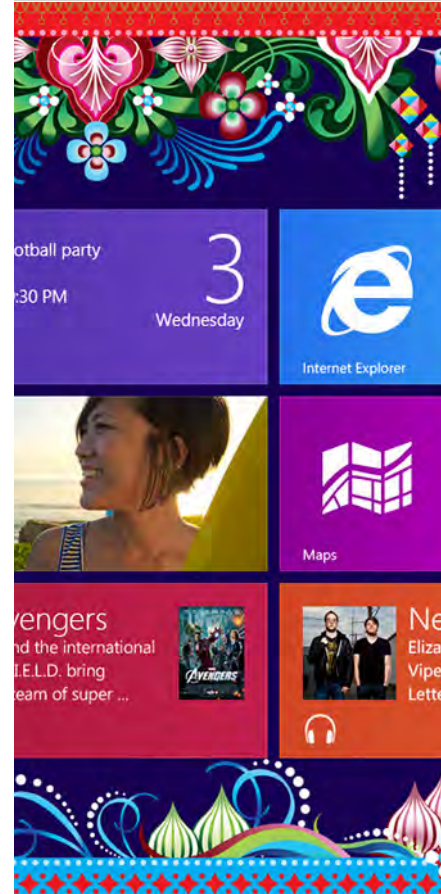 otball party
:30 PM
3
Wednesday
Internet Explorer
Maps
vengers
nd the international
.I.E.L.D. bring
team of super ...
AVENGERS
Ne
Eliza
Vipe
Lette